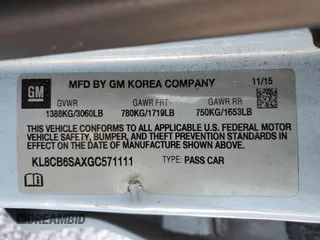 GM
MFD BY GM KOREA COMPANY 11/15
GVWR GAWR FRT GAWR RR
1388KG/3060LB 780KG/1719LB 750KG/1653LB
THIS VEHICLE CONFORMS TO ALL APPLICABLE U.S. FEDERAL MOTOR
VEHICLE SAFETY, BUMPER, AND THEFT PREVENTION STANDARDS IN
EFFECT ON THE DATE OF MANUFACTURE SHOWN ABOVE.
KL8CB6SAXGC571111 TYPE: PASS CAR
DREAMBID